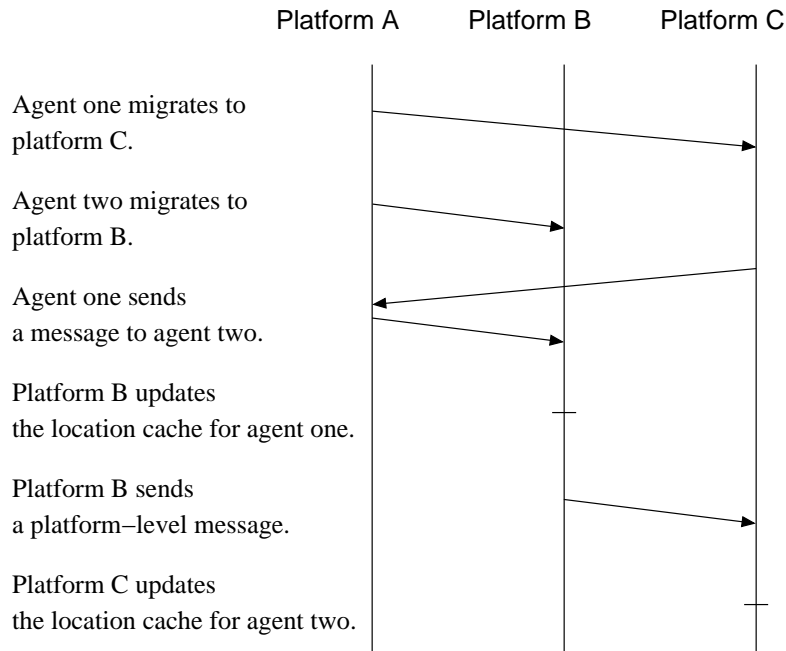 Platform A
Platform B
Platform C
Agent one migrates to
platform C.
Agent two migrates to
platform B.
Agent one sends
a message to agent two.
Platform B updates
the location cache for agent one.
Platform B sends
a platform−level message.
Platform C updates
the location cache for agent two.